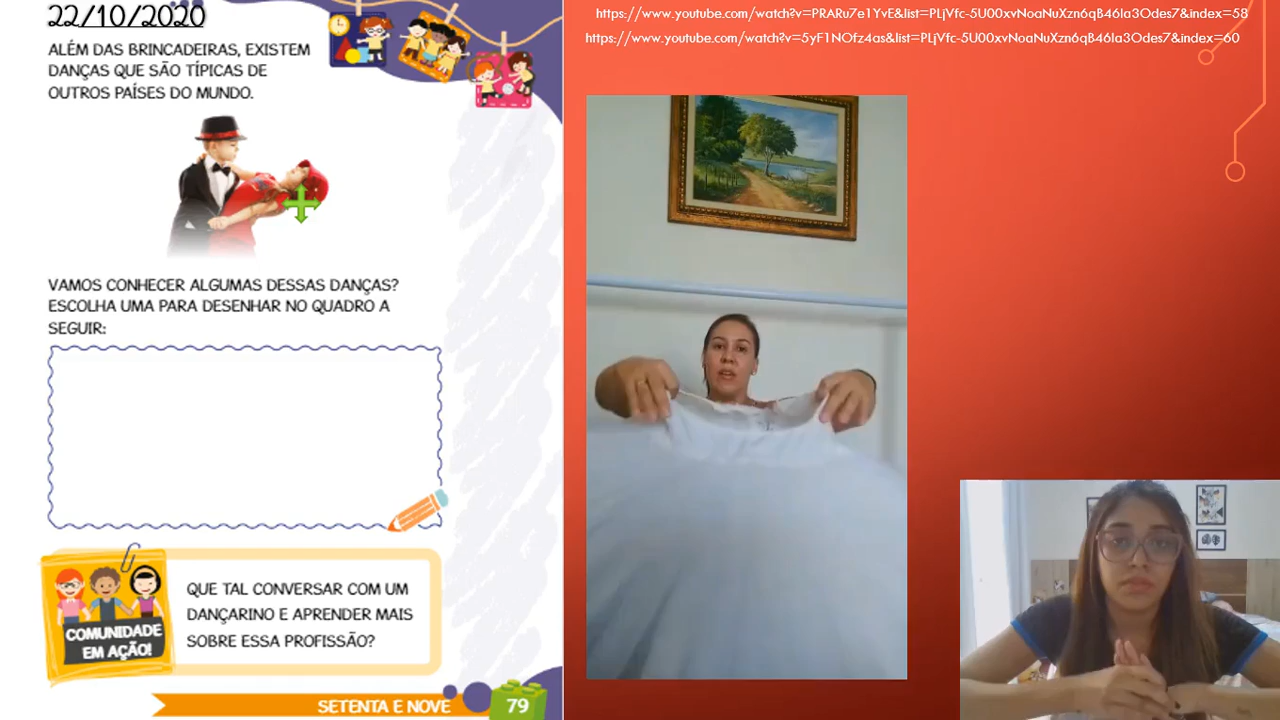 22/10/2020
ALÉM DAS BRINCADEIRAS, EXISTEM
DANÇAS QUE SÃO TÍPICAS DE
OUTROS PAÍSES DO MUNDO.
VAMOS CONHECER ALGUMAS DESSAS DANÇAS?
ESCOLHA UMA PARA DESENHAR NO QUADRO A
SEGUIR:
COMUNIDADE
EM AÇÃO!
QUE TAL CONVERSAR COM UM
DANÇARINO E APRENDER MAIS
SOBRE ESSA PROFISSÃO?
SETENTA E NOVE
79
https://www.youtube.com/watch?v=PRARu7e1YvE&list=PLjVfc-5U00xvNoaNuXzn6qB46la3Odes7&index=58
https://www.youtube.com/watch?v=5yF1NOfz4as&list=PLjVfc-5U00xvNoaNuXzn6qB46la3Odes7&index=60